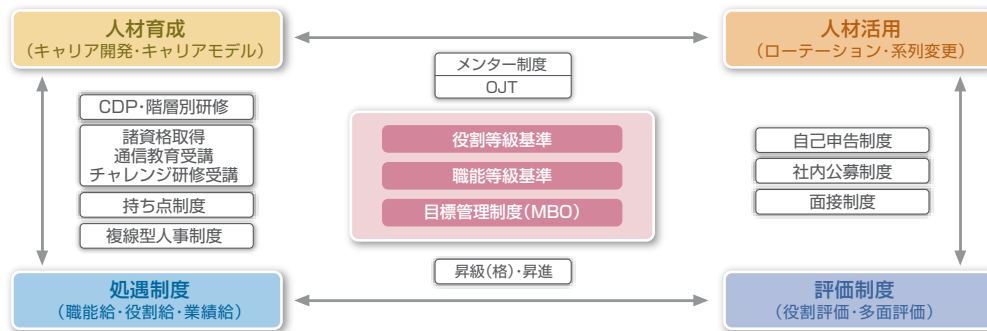 人材育成
(キャリア開発・キャリアモデル)
人材活用
(ローテーション・系列変更)
メンター制度
OJT
CDP・階層別研修
諸資格取得
通信教育受講
チャレンジ研修受講
持ち点制度
複線型人事制度
役割等級基準
職能等級基準
目標管理制度(MBO)
自己申告制度
社内公募制度
面接制度
昇級(格)・昇進
処遇制度
(職能給・役割給・業績給)
評価制度
(役割評価・多面評価)